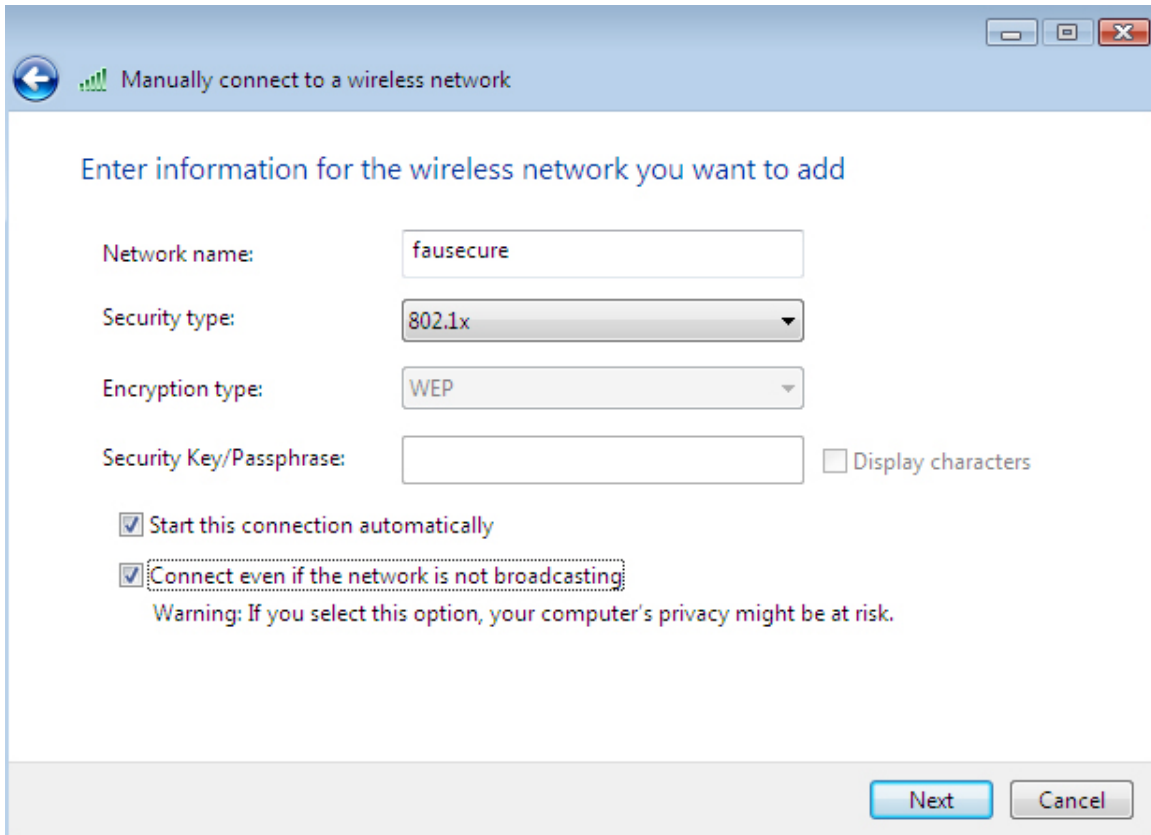 Manually connect to a wireless network
Enter information for the wireless network you want to add
Network name: fausecure
Security type: 802.1x
Encryption type: WEP
Security Key/Passphrase: Display characters
Start this connection automatically
Connect even if the network is not broadcasting
Warning: If you select this option, your computer's privacy might be at risk.
Next Cancel